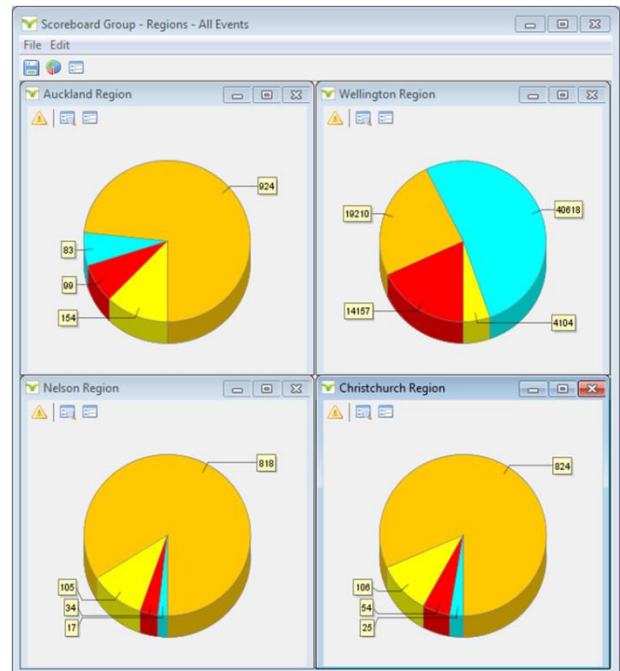 Scoreboard Group - Regions - All Events
File Edit
Auckland Region
924
83
99
154
Wellington Region
19210
40618
14157
4104
Nelson Region
818
105
34
17
Christchurch Region
824
106
54
25